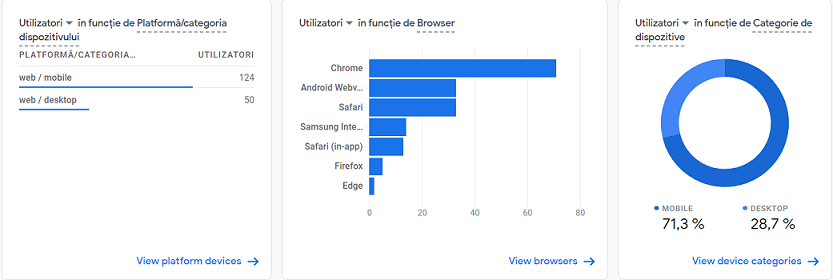 Utilizatori în funcție de Platformă/categoria
dispozitivului
PLATFORMĂ/CATEGORIA… UTILIZATORI
web / mobile 124
web / desktop 50
View platform devices
Utilizatori în funcție de Browser
Chrome
Android Webv…
Safari
Samsung Inte…
Safari (in-app)
Firefox
Edge
0 20 40 60 80
View browsers
Utilizatori în funcție de Categorie de
dispozitive
MOBILE DESKTOP
71,3 % 28,7 %
View device categories